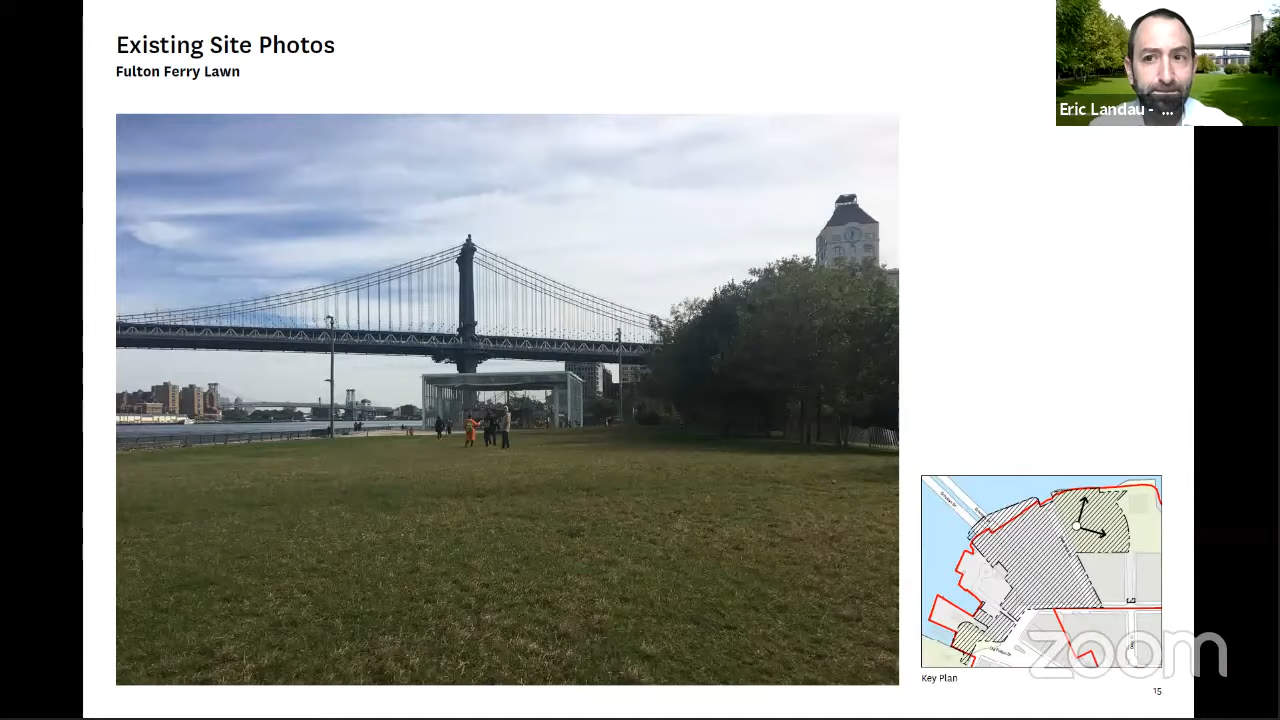 Existing Site Photos
Fulton Ferry Lawn
Eric Landau - ...
Key Plan
zoom
15